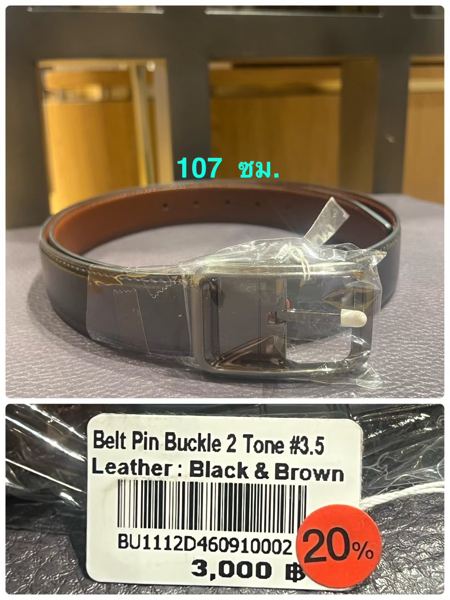 107 ซม.
Belt Pin Buckle 2 Tone #3.5
Leather : Black & Brown
BU1112D460910002
20%
3,000 ฿